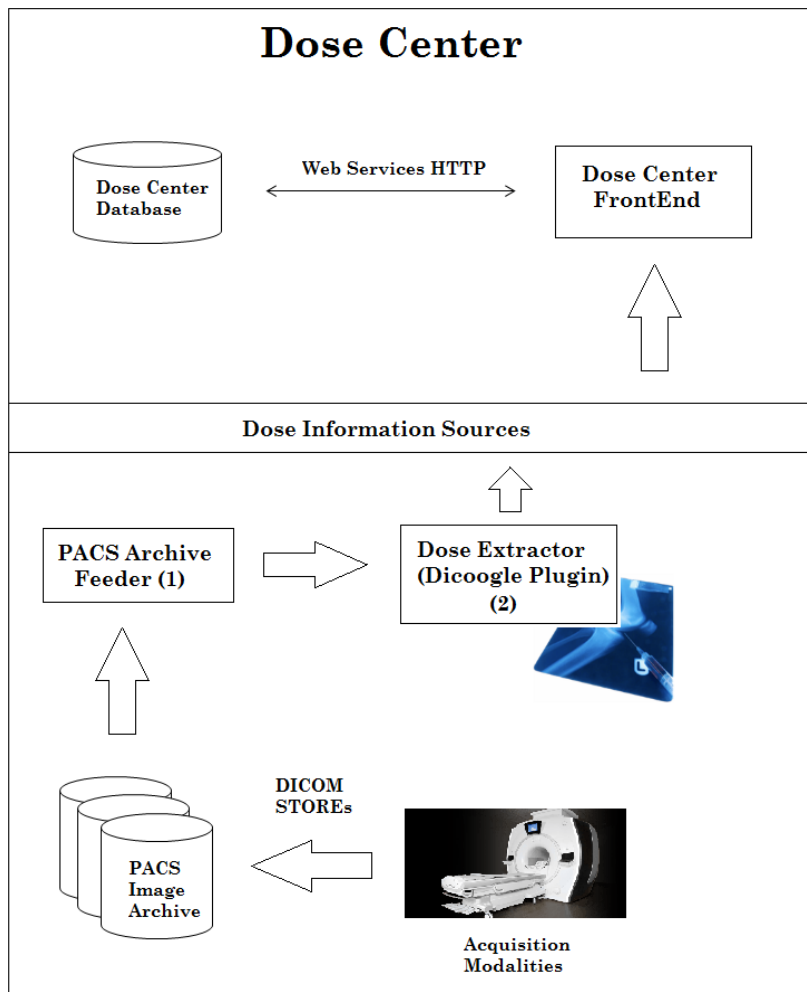 Dose Center
Dose Center
Database
Web Services HTTP
Dose Center
FrontEnd
Dose Information Sources
PACS Archive
Feeder (1)
Dose Extractor
(Dicoogle Plugin)
(2)
L
DICOM
STOREs
PACS
Image
Archive
Acquisition
Modalities